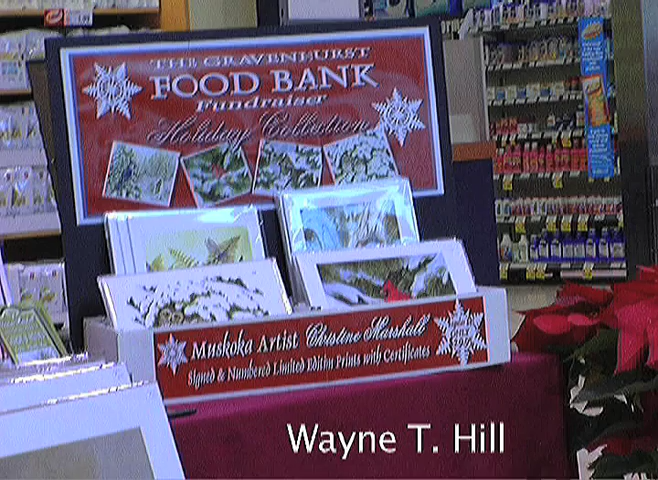 THE GRAVENHURST
FOOD BANK
Fundraiser
Holiday Collection
Muskoka Artist Christine Marshall
Signed & Numbered Limited Editin Prints with Certificates
Wayne T. Hill